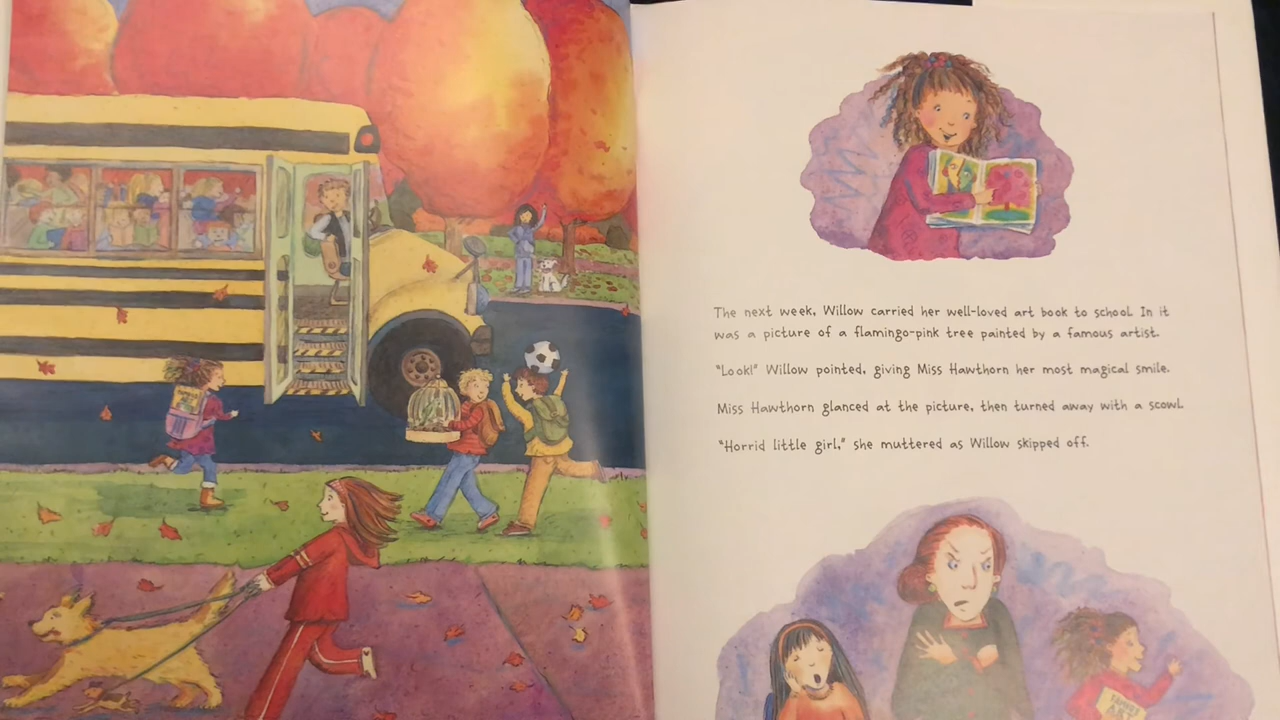 The next week, Willow carried her well-loved art book to school. In it
was a picture of a flamingo-pink tree painted by a famous artist.
"Look!" Willow pointed, giving Miss Hawthorn her most magical smile.
Miss Hawthorn glanced at the picture, then turned away with a scowl.
"Horrid little girl," she muttered as Willow skipped off.
FAMOUS
ART